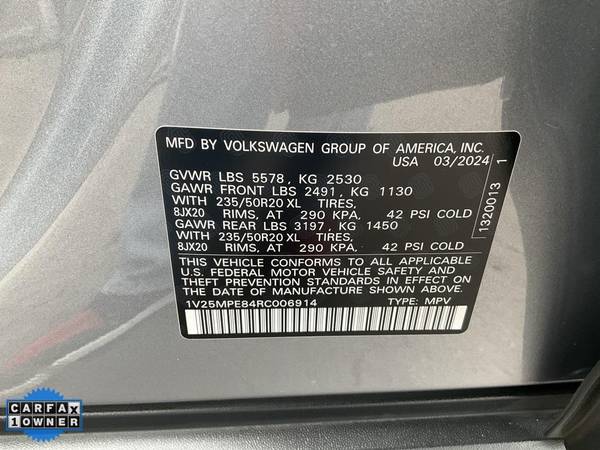 MFD BY VOLKSWAGEN GROUP OF AMERICA, INC.
USA 03/2024
GVWR LBS 5578, KG 2530
GAWR FRONT LBS 2491, KG 1130
WITH 235/50R20 XL TIRES,
8JX20 RIMS, AT 290 KPA. 42 PSI COLD
GAWR REAR LBS 3197, KG 1450
WITH 235/50R20 XL TIRES,
8JX20 RIMS, AT 290 KPA. 42 PSI COLD
THIS VEHICLE CONFORMS TO ALL APPLICABLE
U.S. FEDERAL MOTOR VEHICLE SAFETY AND
THEFT PREVENTION STANDARDS IN EFFECT ON
DATE OF MANUFACTURE SHOWN ABOVE.
1V25MPE84RC006914 TYPE: MPV
1320013 1
CARFAX
1 OWNER